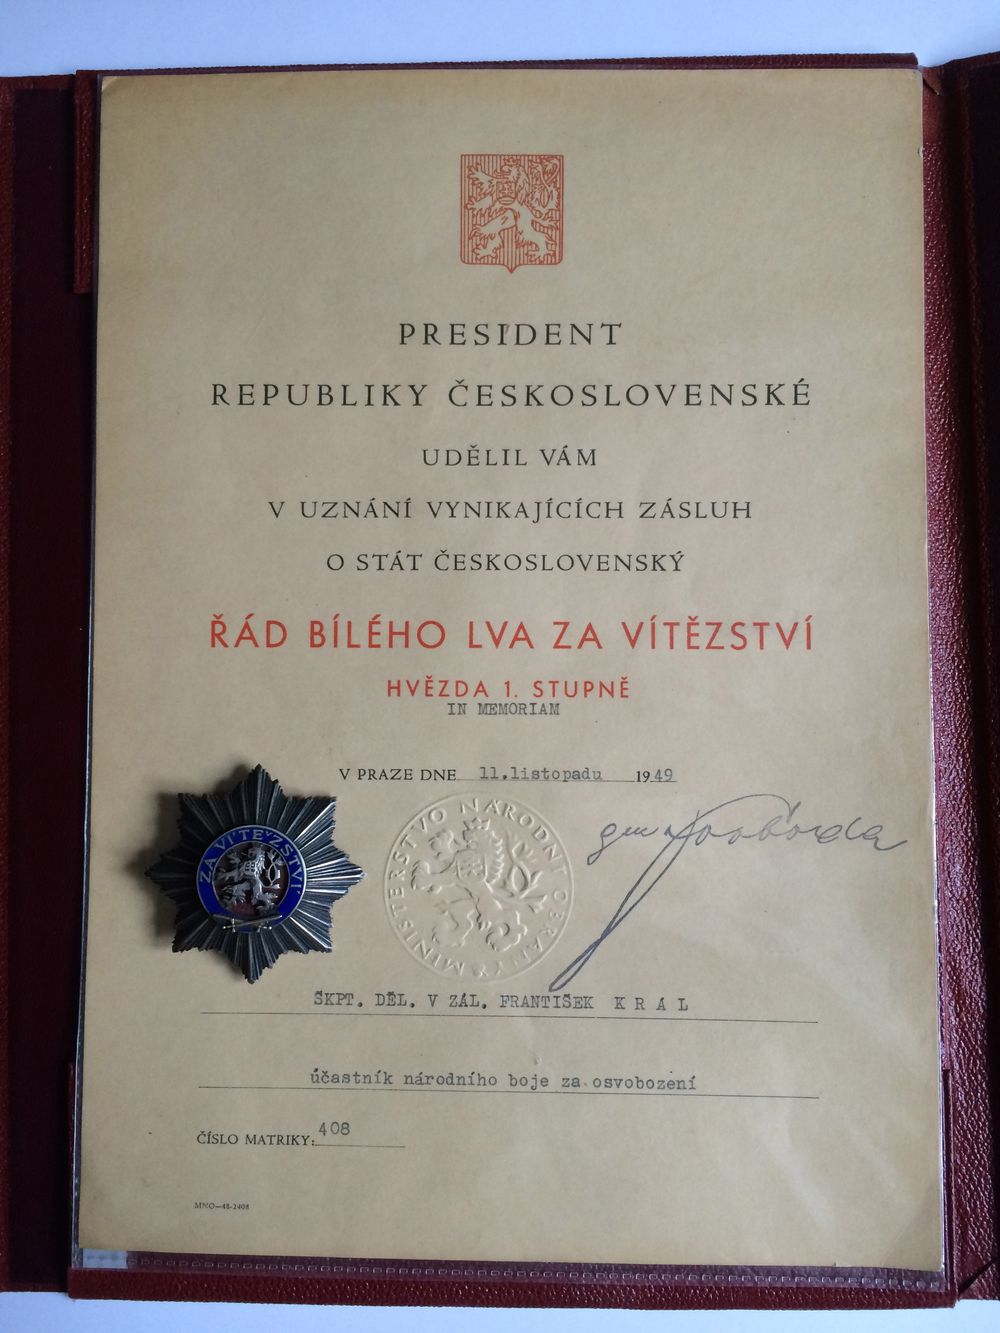 PRESIDENT
REPUBLIKY ČESKOSLOVENSKÉ
UDĚLIL VÁM
V UZNÁNÍ VYNIKAJÍCÍCH ZÁSLUH
O STÁT ČESKOSLOVENSKÝ
ŘÁD BÍLÉHO LVA ZA VÍTĚZSTVÍ
HVĚZDA 1. STUPNĚ
IN MEMORIAM
V PRAZE DNE 11.listopadu 1949
ZA VÍTĚZSTVÍ
MINISTERSTVO NÁRODNÍ OBRANY
gen Svoboda
ŠKPT. DĚL. V ZÁL. FRANTIŠEK K R Á L
účastník národního boje za osvobození
ČÍSLO MATRIKY: 408
MNO—48-2408